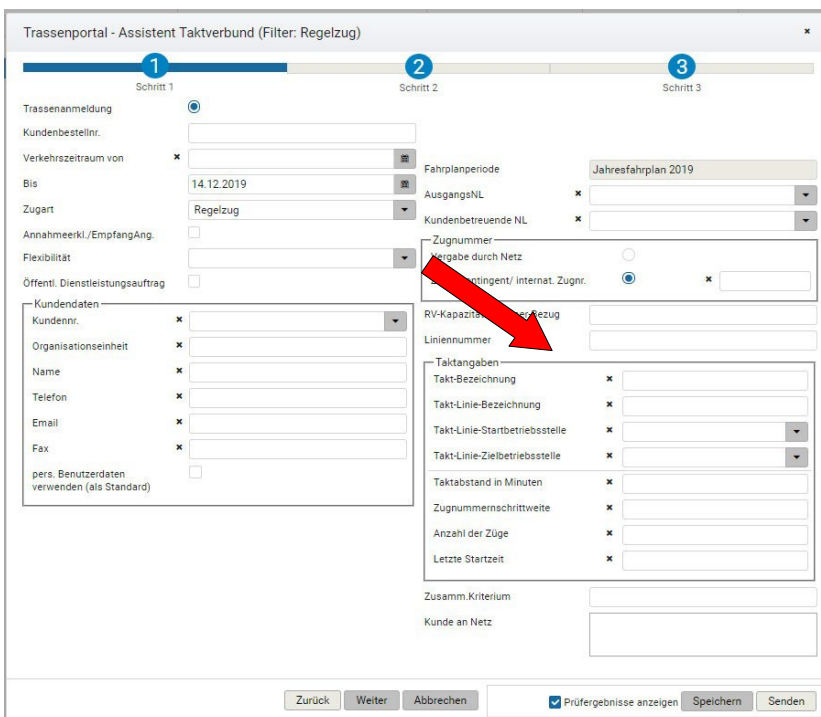 Trassenportal - Assistent Taktverbund (Filter: Regelzug)
1
2
3
Schritt 1
Schritt 2
Schritt 3
Trassenanmeldung
Kundenbestellnr.
Verkehrszeitraum von
Bis
14.12.2019
Zugart
Regelzug
Annahmeerkl./EmpfangAng.
Flexibilität
Öffentl. Dienstleistungsauftrag
Kundendaten
Kundennr.
Organisationseinheit
Name
Telefon
Email
Fax
pers. Benutzerdaten
verwenden (als Standard)
Fahrplanperiode
Jahresfahrplan 2019
AusgangsNL
Kundenbetreuende NL
Zugnummer
Vergabe durch Netz
internat. Zugnr.
RV-Kapazität
Liniennummer
Taktangaben
Takt-Bezeichnung
Takt-Linie-Bezeichnung
Takt-Linie-Startbetriebsstelle
Takt-Linie-Zielbetriebsstelle
Taktabstand in Minuten
Zugnummernschrittweite
Anzahl der Züge
Letzte Startzeit
Zusamm.Kriterium
Kunde an Netz
Zurück
Weiter
Abbrechen
Prüfergebnisse anzeigen
Speichern
Senden